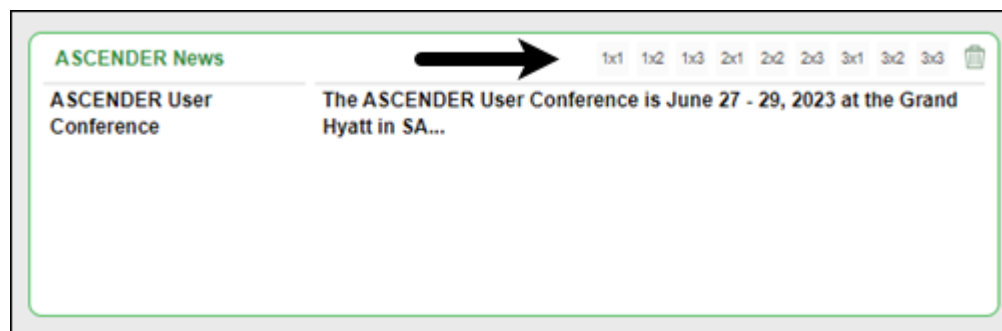 ASCENDER News 1x1 1x2 1x3 2x1 2x2 2x3 3x1 3x2 3x3
ASCENDER User The ASCENDER User Conference is June 27 - 29, 2023 at the Grand
Conference Hyatt in SA...